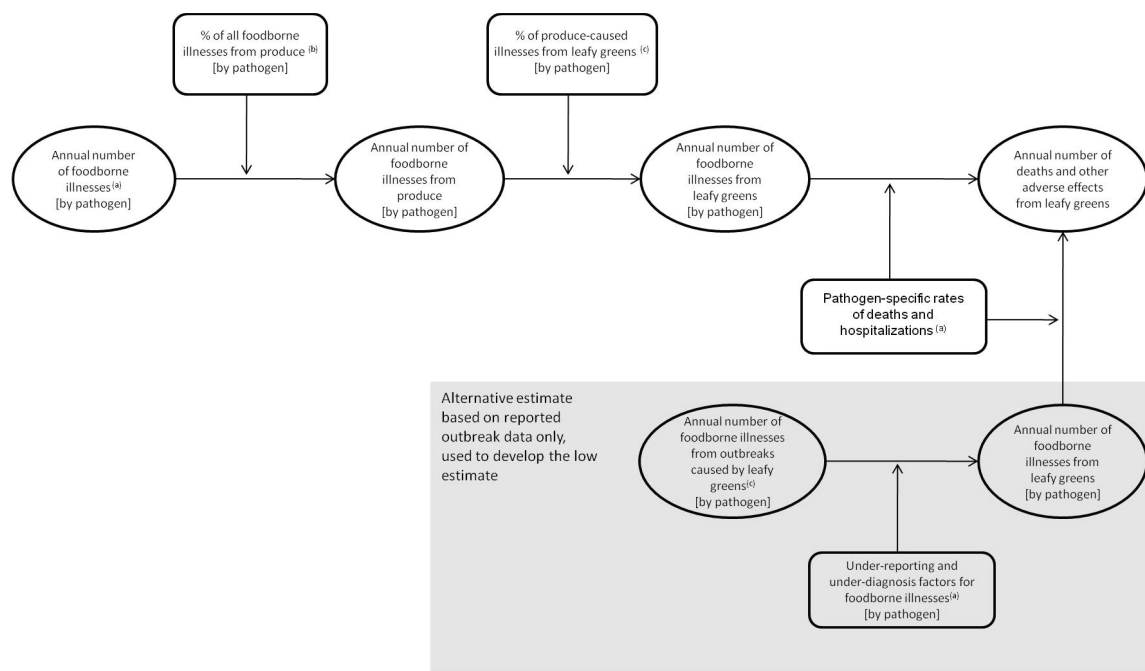 % of all foodborne
illnesses from produce (b)
[by pathogen]
% of produce-caused
illnesses from leafy greens (c)
[by pathogen]
Annual number
of foodborne
illnesses(a)
[by pathogen]
Annual number of
foodborne
illnesses from
produce
[by pathogen]
Annual number of
foodborne
illnesses from
leafy greens
[by pathogen]
Annual number of
deaths and other
adverse effects
from leafy greens
Pathogen-specific rates
of deaths and
hospitalizations (a)
Alternative estimate
based on reported
outbreak data only,
used to develop the low
estimate
Annual number of
foodborne illnesses
from outbreaks
caused by leafy
greens(c)
[by pathogen]
Annual number of
foodborne
illnesses from
leafy greens
[by pathogen]
Under-reporting and
under-diagnosis factors for
foodborne illnesses(a)
[by pathogen]